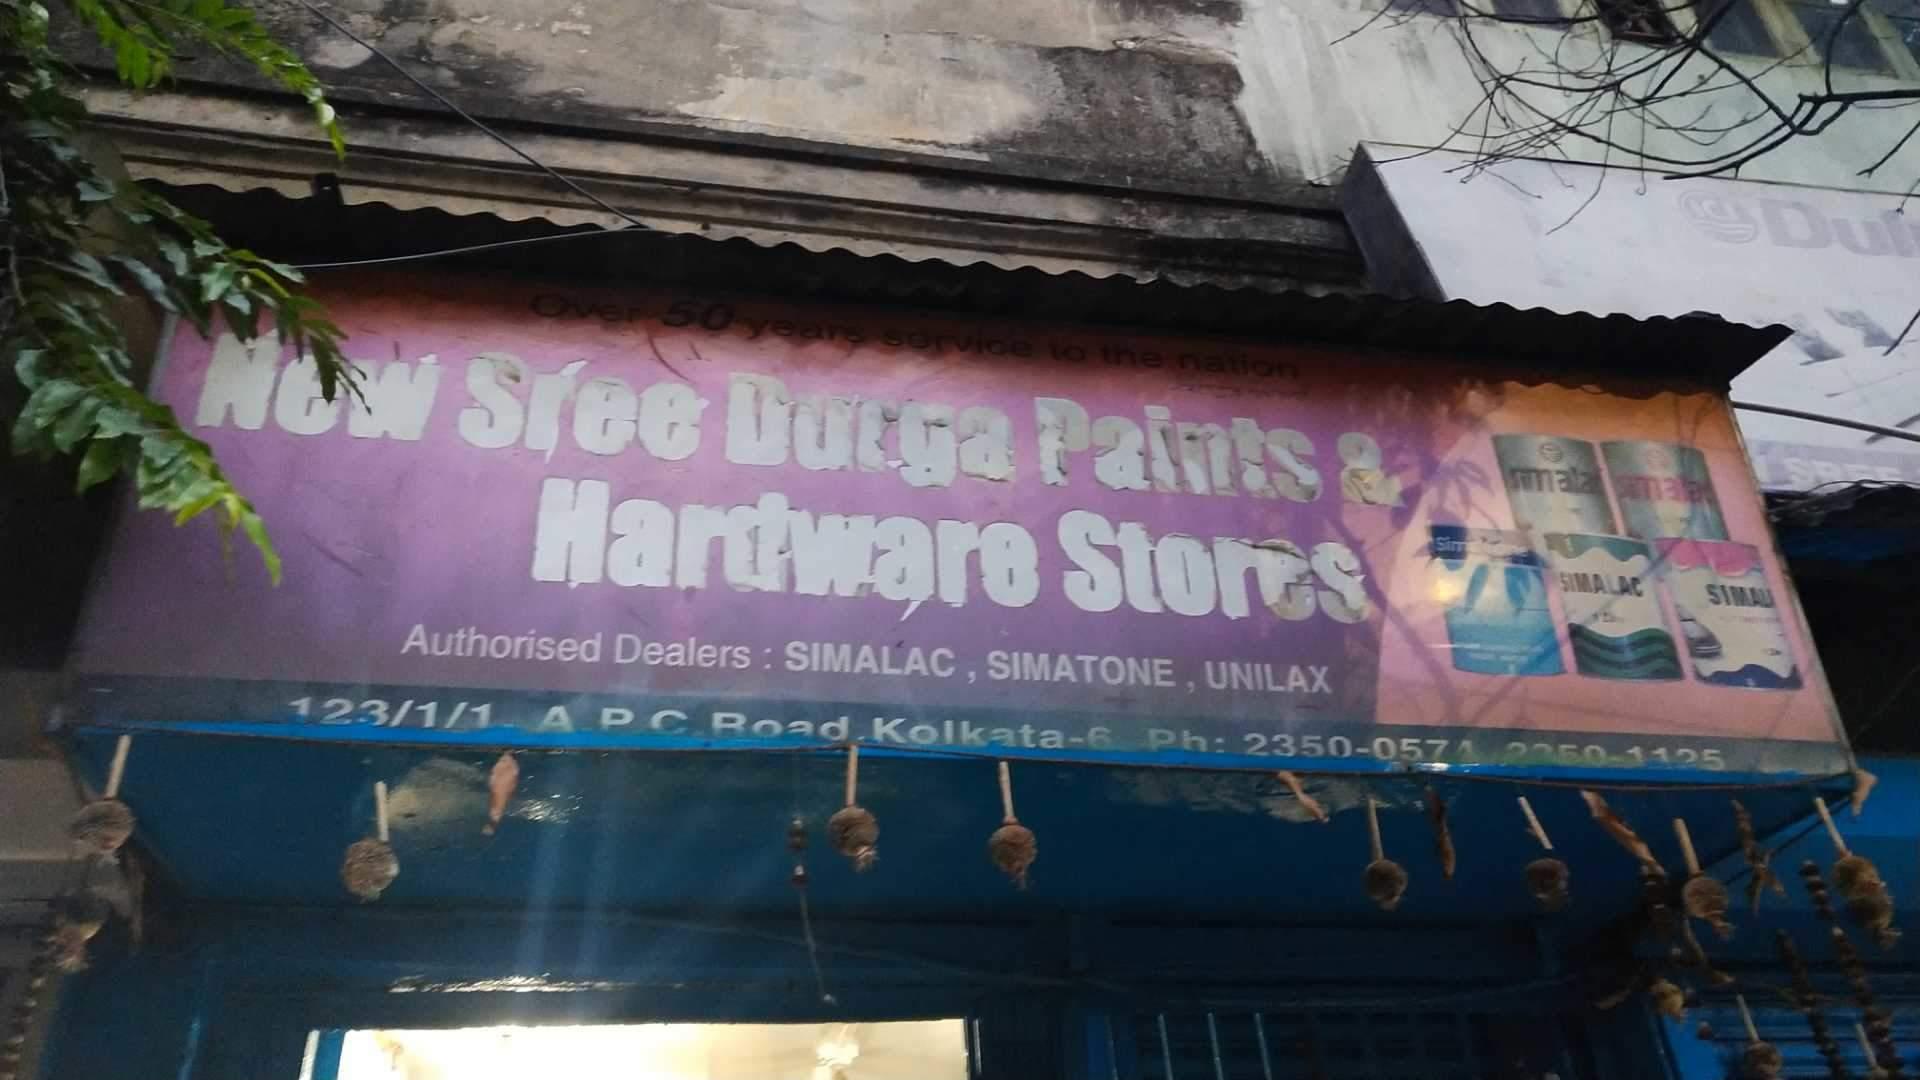 Over 50 years service to the nation
New Sree Durga Paints &
Hardware Stores
Authorised Dealers : SIMALAC , SIMATONE , UNILAX
123/1/1, A.P.C.Road,Kolkata-6, Ph: 2350-0574, 2350-1125
SIMALAC